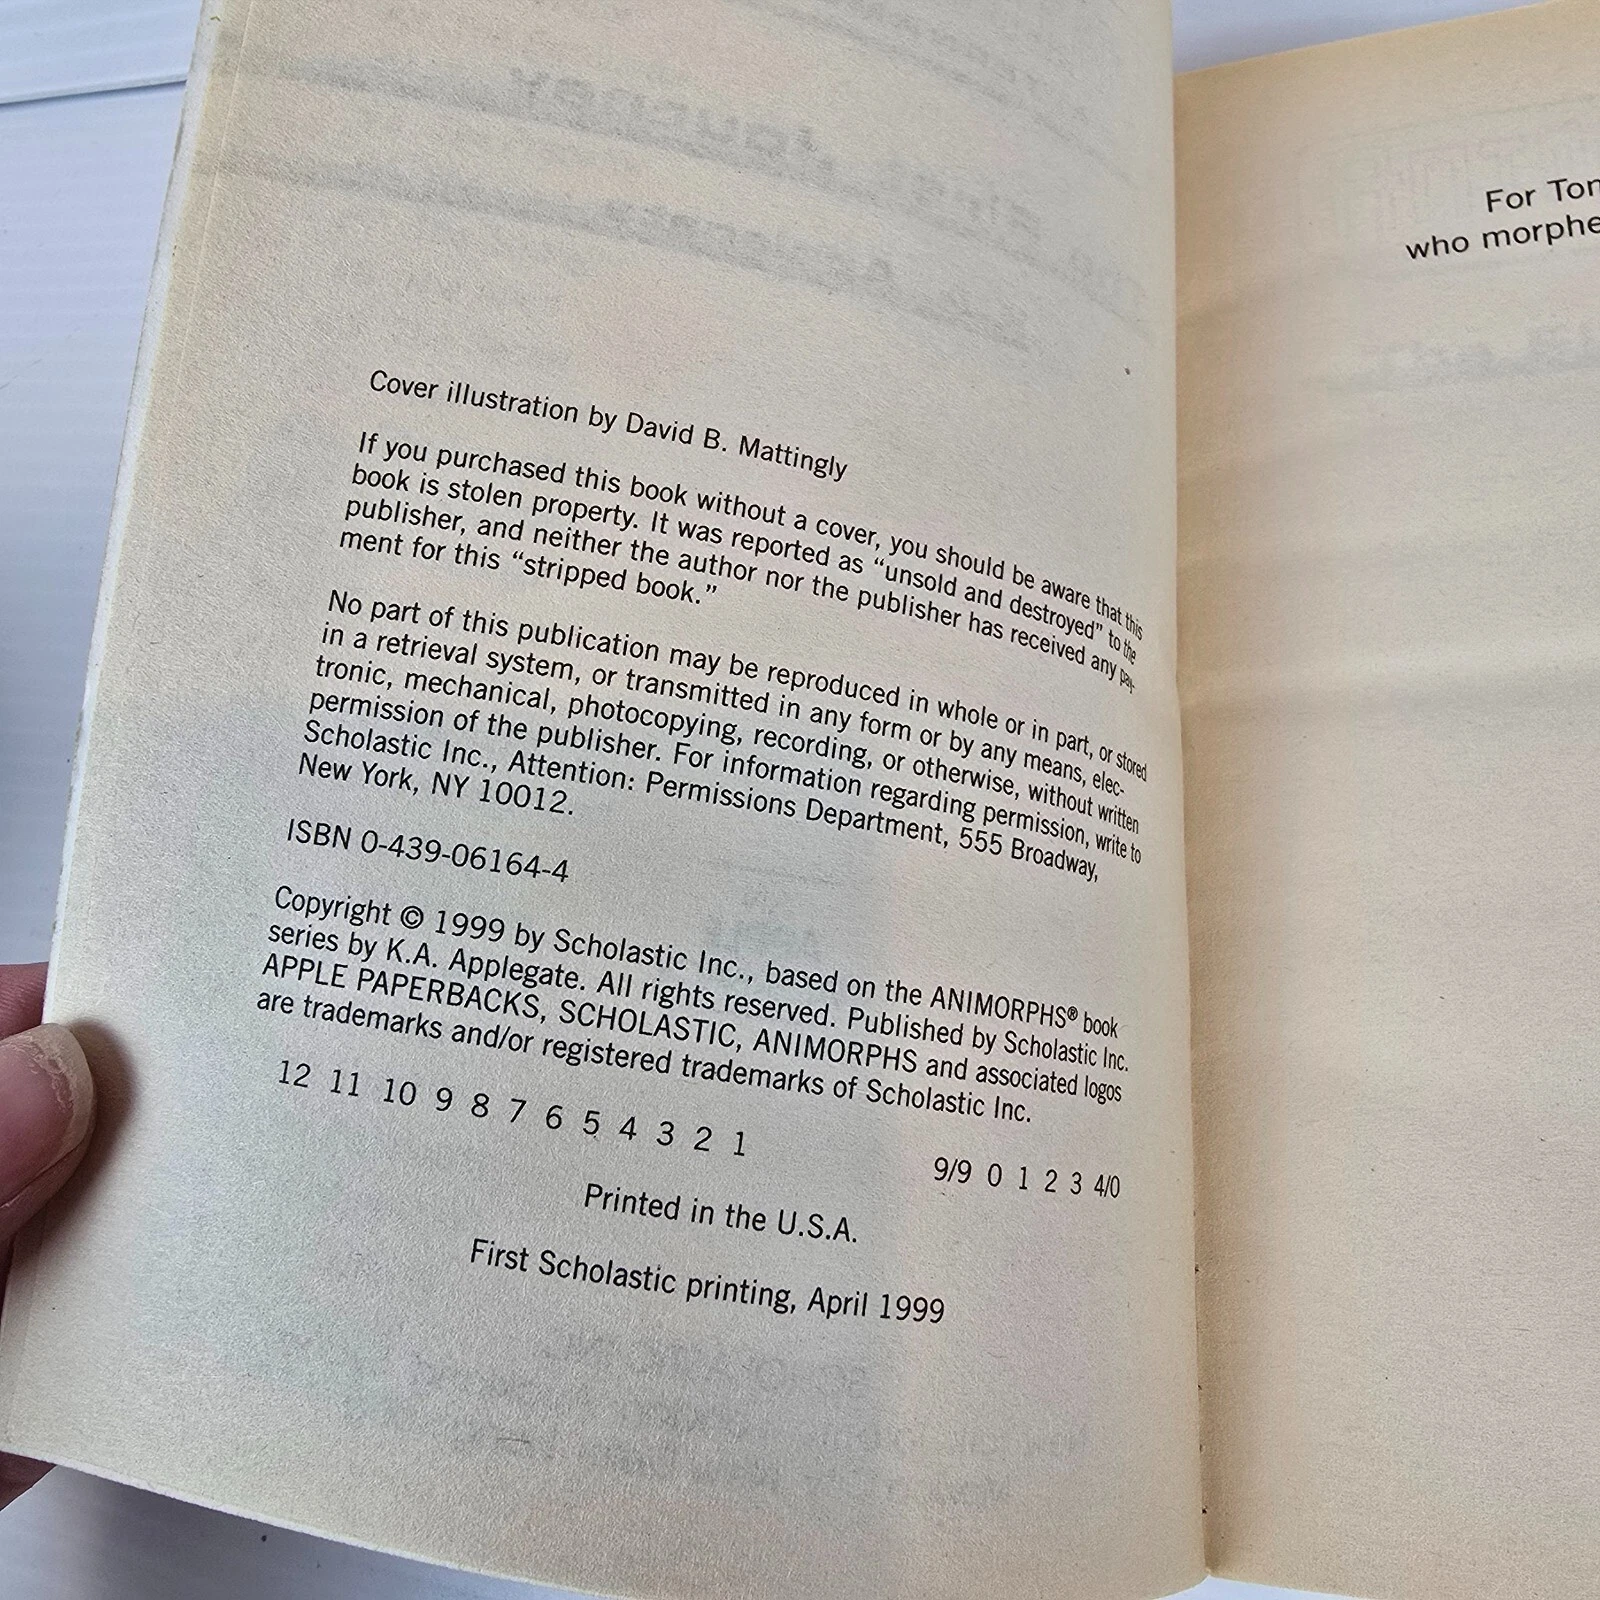 Cover illustration by David B. Mattingly
If you purchased this book without a cover, you should be aware that this
book is stolen property. It was reported as “unsold and destroyed” to the
publisher, and neither the author nor the publisher has received any pay-
ment for this “stripped book.”
No part of this publication may be reproduced in whole or in part, or stored
in a retrieval system, or transmitted in any form or by any means, elec-
tronic, mechanical, photocopying, recording, or otherwise, without written
permission of the publisher. For information regarding permission, write to
Scholastic Inc., Attention: Permissions Department, 555 Broadway,
New York, NY 10012.
ISBN 0-439-06164-4
Copyright © 1999 by Scholastic Inc., based on the ANIMORPHS® book
series by K.A. Applegate. All rights reserved. Published by Scholastic Inc.
APPLE PAPERBACKS, SCHOLASTIC, ANIMORPHS and associated logos
are trademarks and/or registered trademarks of Scholastic Inc.
12 11 10 9 8 7 6 5 4 3 2 1
9/9 0 1 2 3 4/0
Printed in the U.S.A.
First Scholastic printing, April 1999
For Ton
who morphe